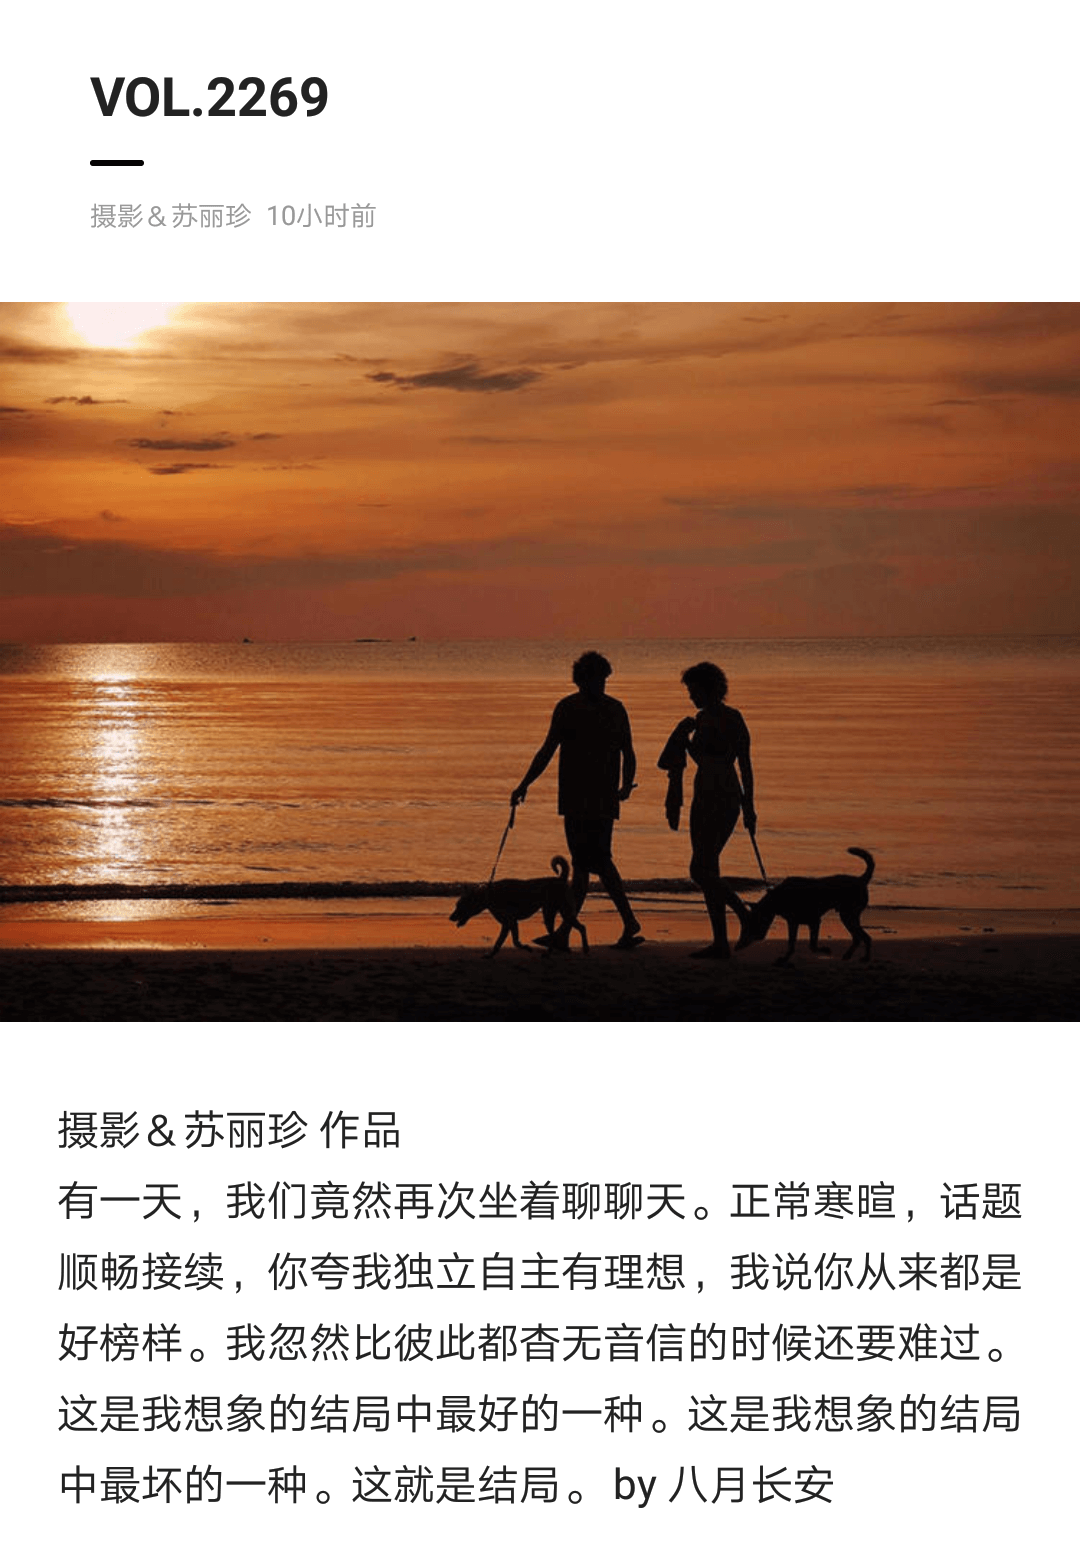 VOL.2269
摄影＆苏丽珍 10小时前
摄影＆苏丽珍 作品
有一天，我们竟然再次坐着聊聊天。正常寒暄，话题
顺畅接续，你夸我独立自主有理想，我说你从来都是
好榜样。我忽然比彼此都杳无音信的时候还要难过。
这是我想象的结局中最好的一种。这是我想象的结局
中最坏的一种。这就是结局。 by 八月长安